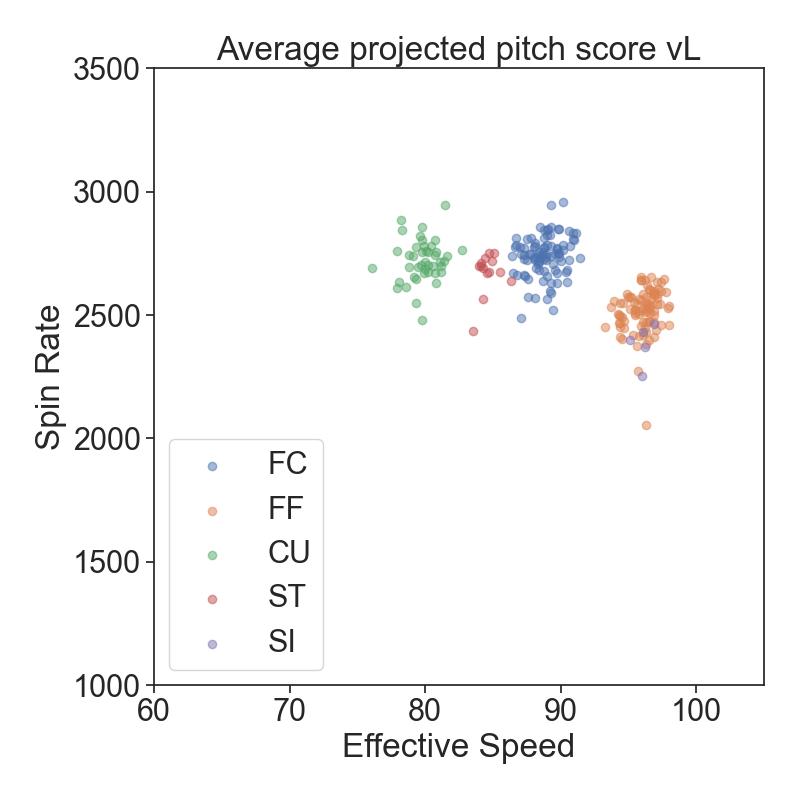 Average projected pitch score vL
3500
3000
2500
2000
1500
1000
Spin Rate
FC
FF
CU
ST
SI
60 70 80 90 100
Effective Speed